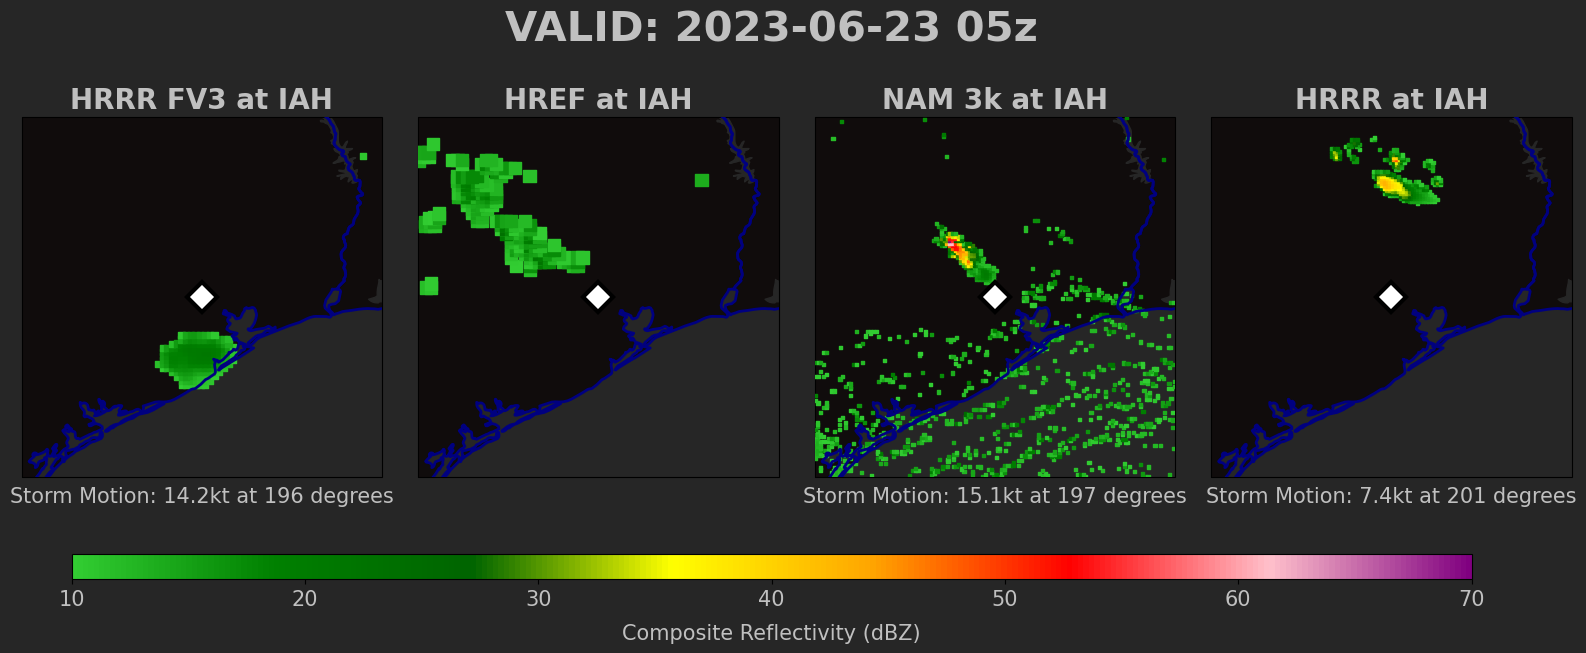 VALID: 2023-06-23 05z
HRRR FV3 at IAH
HREF at IAH
NAM 3k at IAH
HRRR at IAH
Storm Motion: 14.2kt at 196 degrees
Storm Motion: 15.1kt at 197 degrees
Storm Motion: 7.4kt at 201 degrees
10 20 30 40 50 60 70
Composite Reflectivity (dBZ)